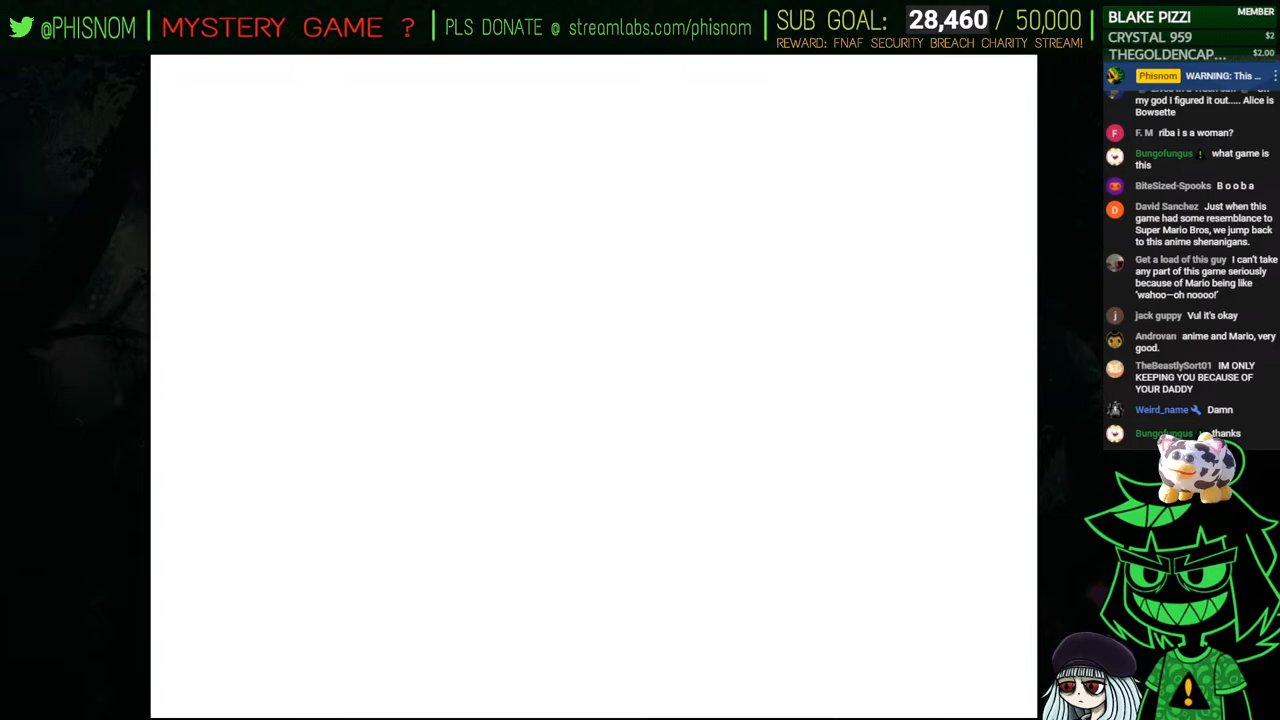 @PHISNOM
MYSTERY GAME ?
PLS DONATE @ streamlabs.com/phisnom
SUB GOAL: 28,460 / 50,000
REWARD: FNAF SECURITY BREACH CHARITY STREAM!
BLAKE PIZZI MEMBER
CRYSTAL 959 $2
THEGOLDENCAP... $2.00
Phisnom WARNING: This ...
my god I figured it out..... Alice is
Bowsette
F. M riba i s a woman?
Bungofungus ! what game is
this
BiteSized-Spooks B o o b a
David Sanchez Just when this
game had some resemblance to
Super Mario Bros, we jump back
to this anime shenanigans.
Get a load of this guy I can't take
any part of this game seriously
because of Mario being like
'wahoo—oh noooo!'
jack guppy Vul it's okay
Androvan anime and Mario, very
good.
TheBeastlySort01 IM ONLY
KEEPING YOU BECAUSE OF
YOUR DADDY
Weird_name Damn
Bungofungus thanks